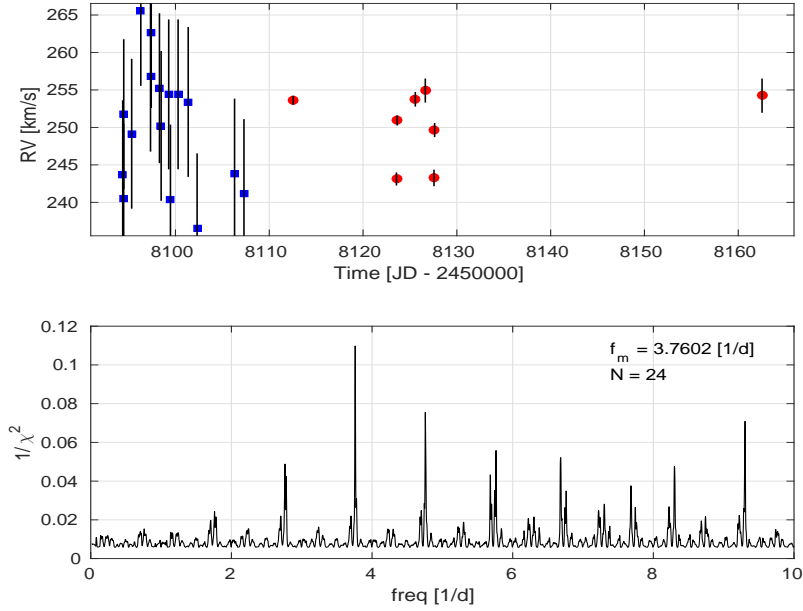 265
260
255
250
245
240
RV [km/s]
8100 8110 8120 8130 8140 8150 8160
Time [JD - 2450000]
0.12
0.1
0.08
0.06
0.04
0.02
0
1/χ²
f_m = 3.7602 [1/d]
N = 24
0 2 4 6 8 10
freq [1/d]